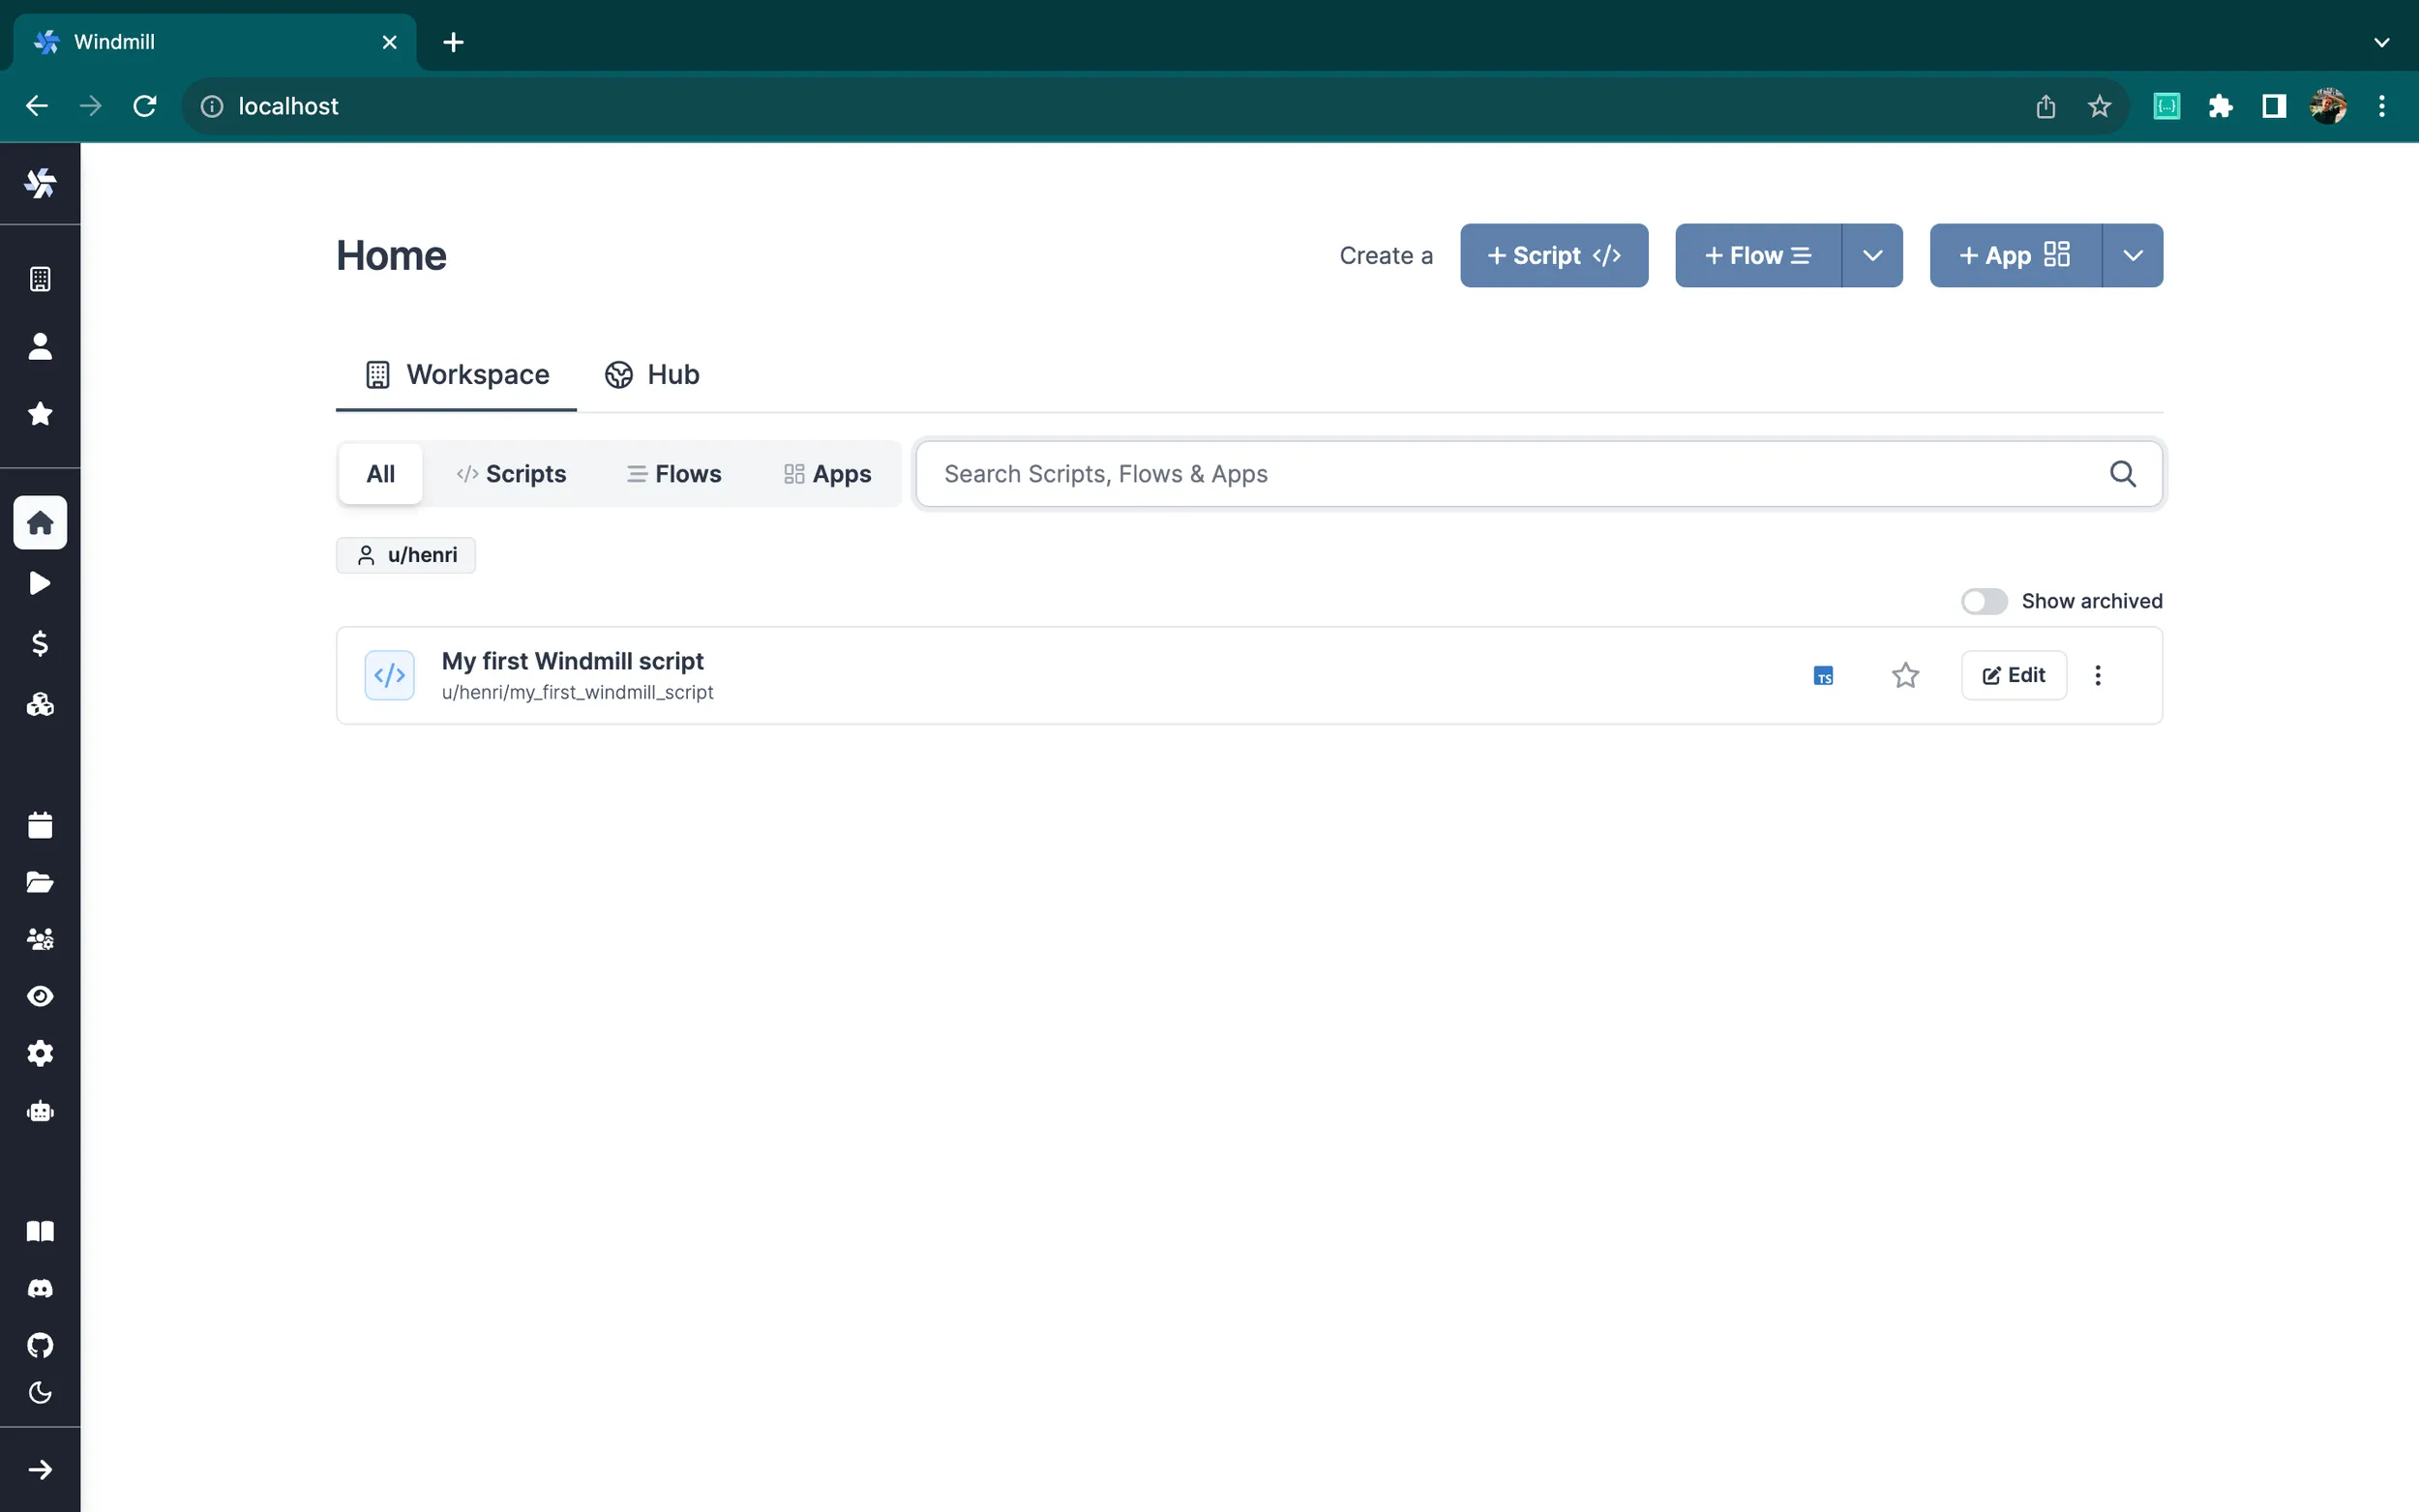 Windmill
localhost
Home
Create a
+ Script </>
+ Flow
+ App
Workspace
Hub
All
</> Scripts
Flows
Apps
Search Scripts, Flows & Apps
u/henri
Show archived
</>
My first Windmill script
u/henri/my_first_windmill_script
TS
Edit